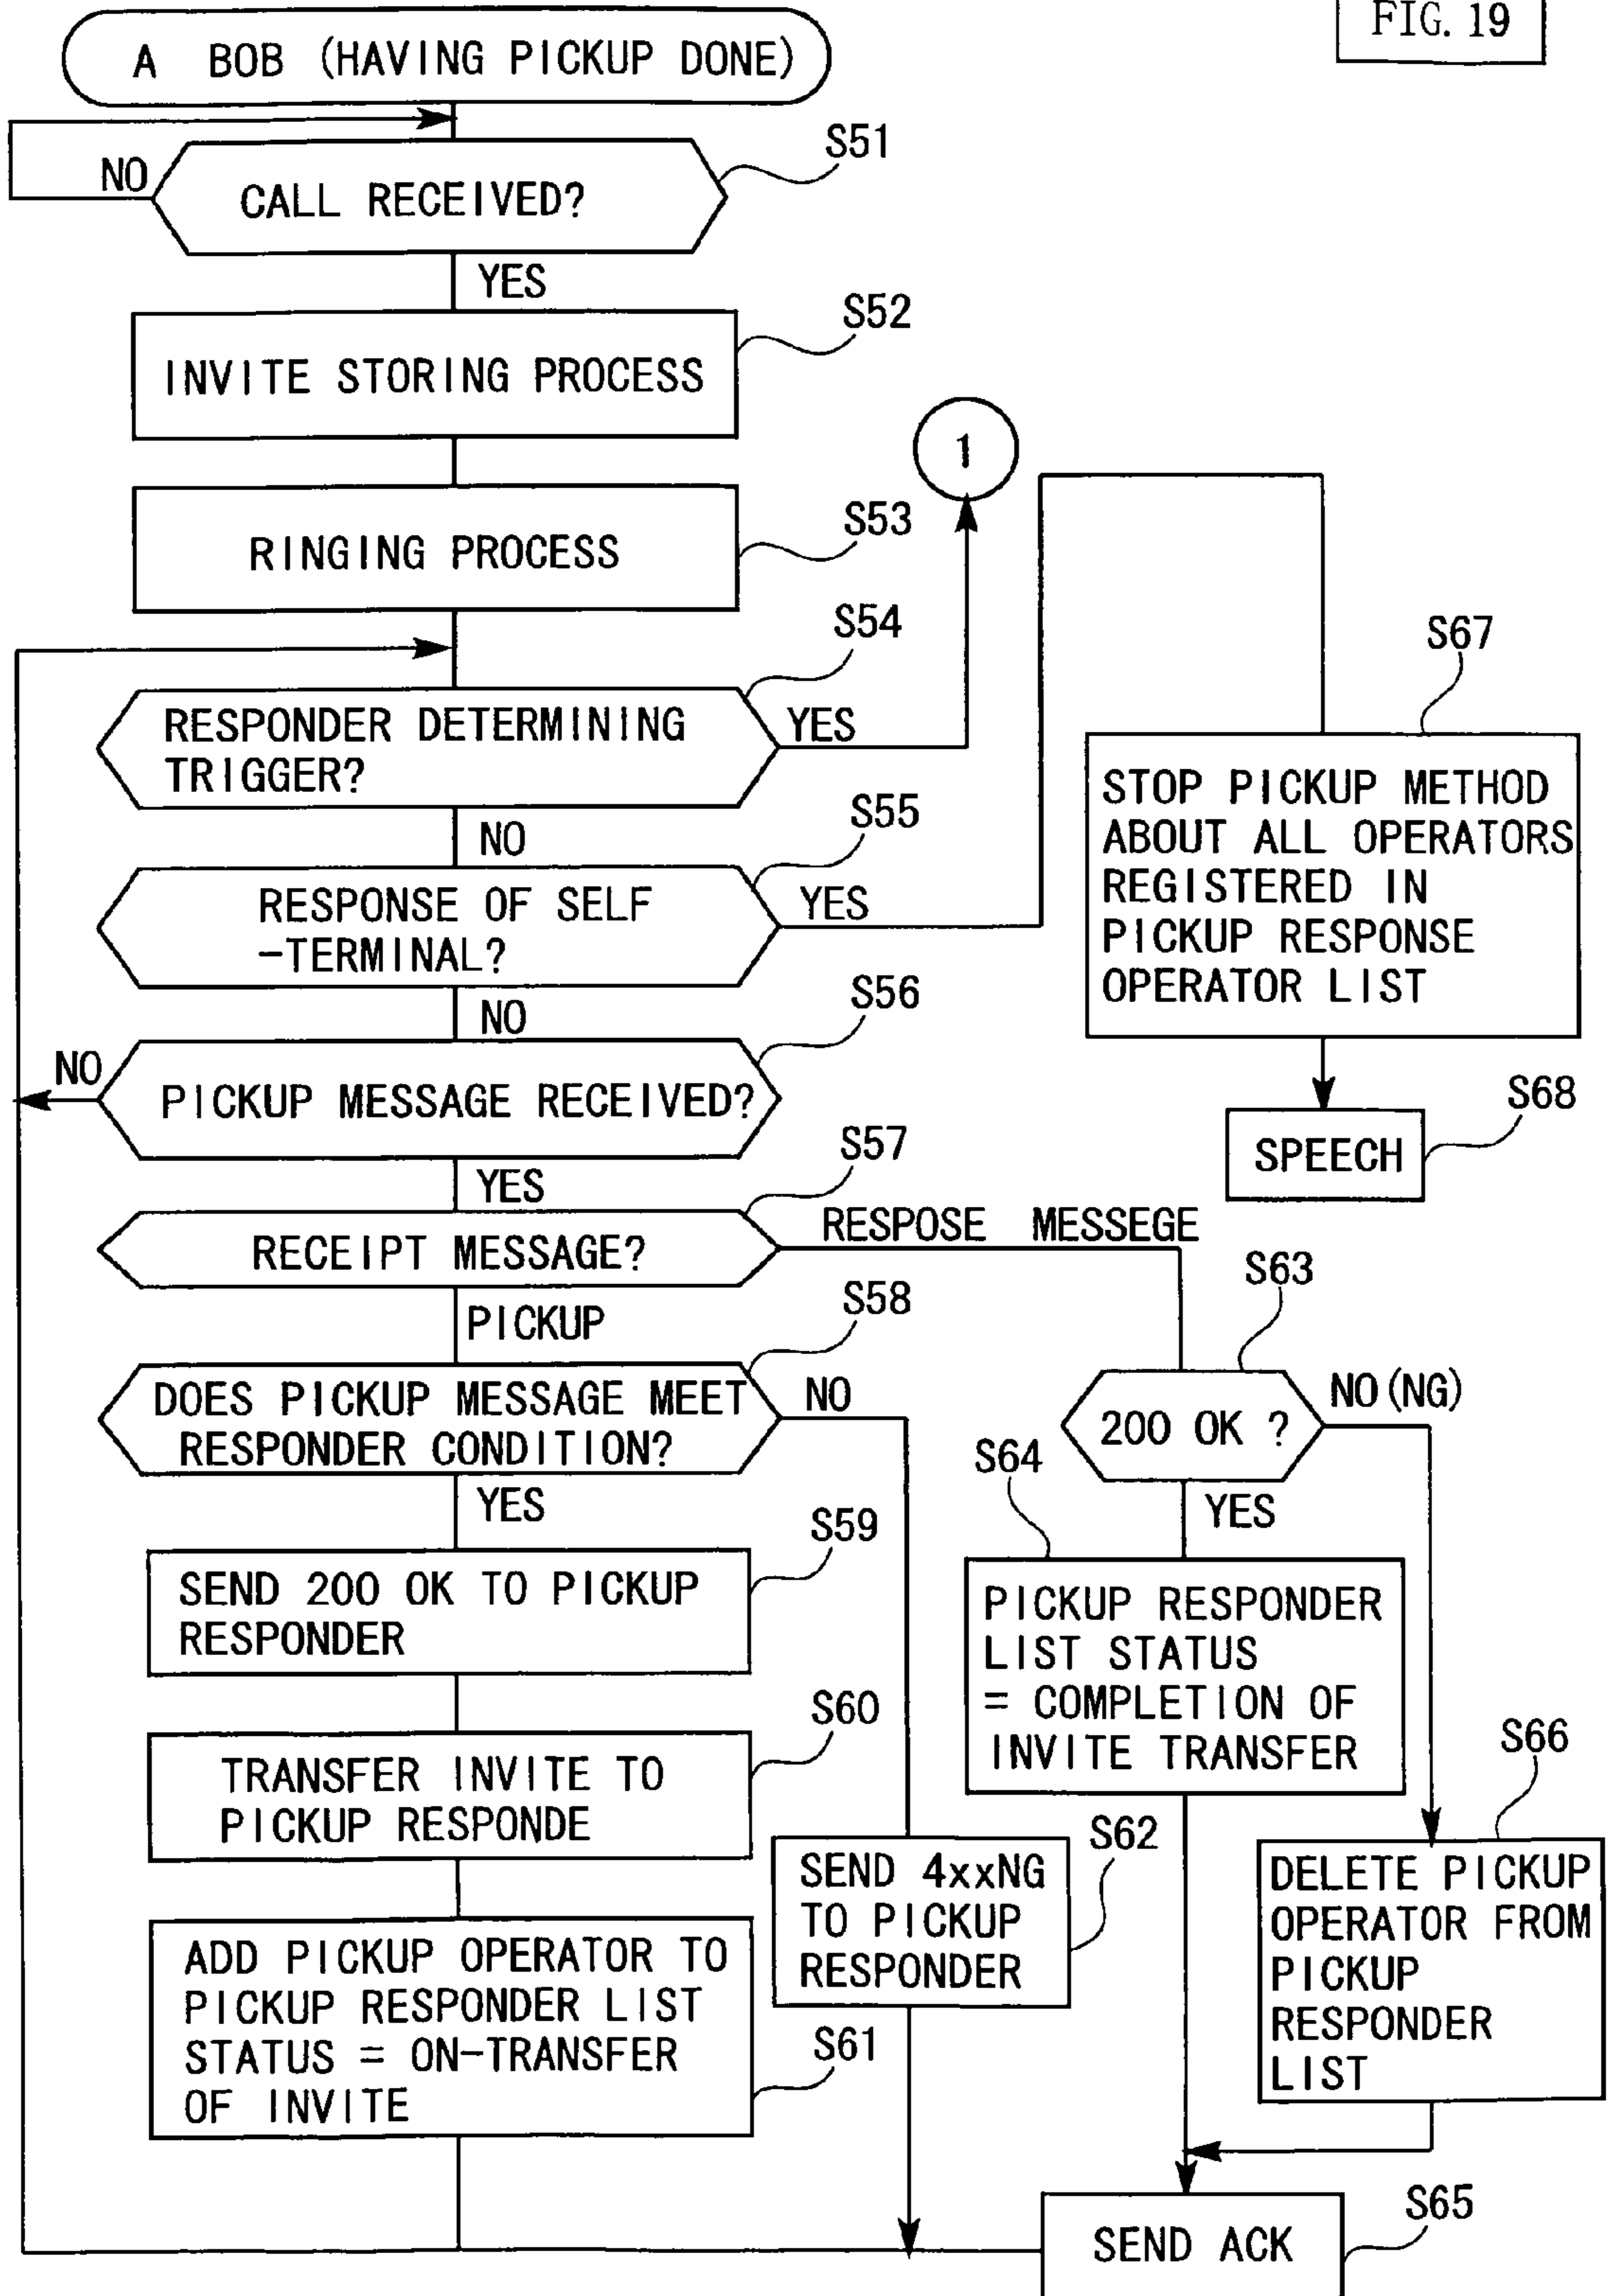 FIG. 19
A BOB (HAVING PICKUP DONE)
NO
CALL RECEIVED?
S51
YES
INVITE STORING PROCESS
S52
1
RINGING PROCESS
S53
RESPONDER DETERMINING
TRIGGER?
S54
YES
NO
RESPONSE OF SELF
-TERMINAL?
S55
YES
NO
S67
STOP PICKUP METHOD
ABOUT ALL OPERATORS
REGISTERED IN
PICKUP RESPONSE
OPERATOR LIST
S68
SPEECH
NO
PICKUP MESSAGE RECEIVED?
S56
YES
RECEIPT MESSAGE?
S57
RESPOSE MESSEGE
PICKUP
DOES PICKUP MESSAGE MEET
RESPONDER CONDITION?
S58
NO
YES
S63
200 OK ?
NO(NG)
YES
SEND 200 OK TO PICKUP
RESPONDER
S59
S64
PICKUP RESPONDER
LIST STATUS
= COMPLETION OF
INVITE TRANSFER
TRANSFER INVITE TO
PICKUP RESPONDE
S60
SEND 4xxNG
TO PICKUP
RESPONDER
S62
S66
DELETE PICKUP
OPERATOR FROM
PICKUP
RESPONDER
LIST
ADD PICKUP OPERATOR TO
PICKUP RESPONDER LIST
STATUS = ON-TRANSFER
OF INVITE
S61
SEND ACK
S65